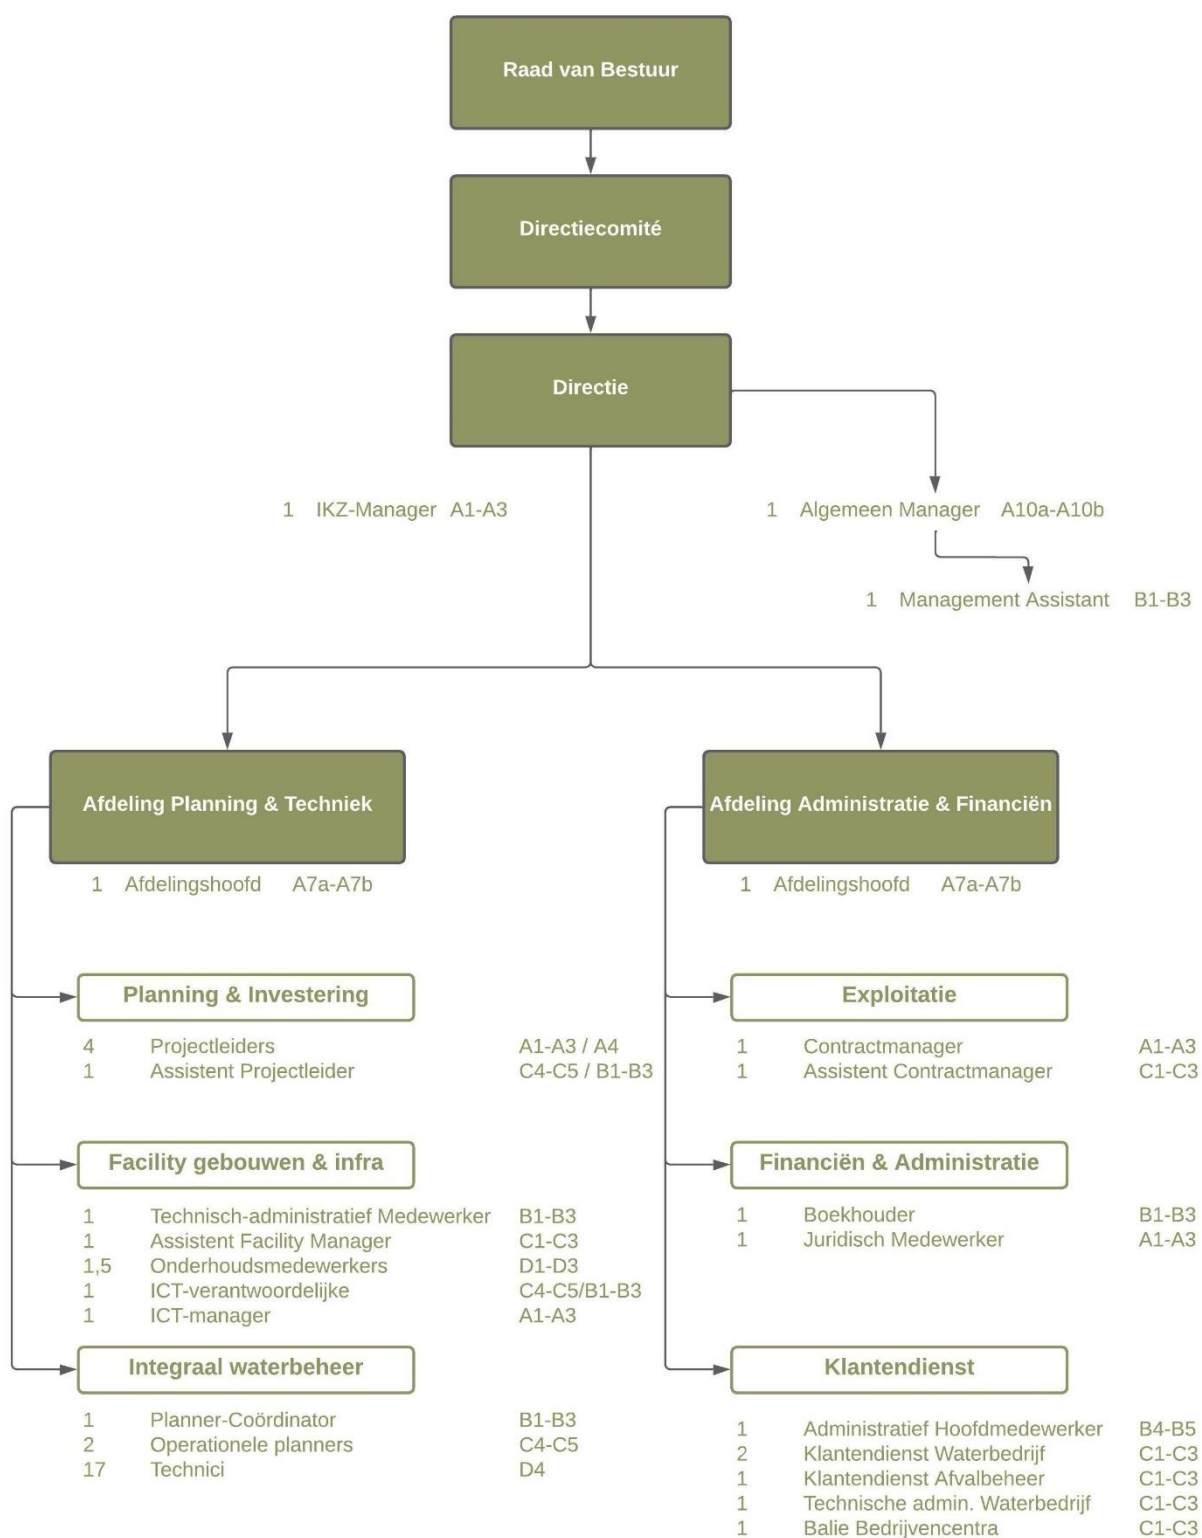 Raad van Bestuur
Directiecomité
Directie
1 IKZ-Manager A1-A3
1 Algemeen Manager A10a-A10b
1 Management Assistant B1-B3
Afdeling Planning & Techniek
1 Afdelingshoofd A7a-A7b
Planning & Investering
4 Projectleiders A1-A3 / A4
1 Assistent Projectleider C4-C5 / B1-B3
Facility gebouwen & infra
1 Technisch-administratief Medewerker B1-B3
1 Assistent Facility Manager C1-C3
1,5 Onderhoudsmedewerkers D1-D3
1 ICT-verantwoordelijke C4-C5/B1-B3
1 ICT-manager A1-A3
Integraal waterbeheer
1 Planner-Coördinator B1-B3
2 Operationele planners C4-C5
17 Technici D4
Afdeling Administratie & Financiën
1 Afdelingshoofd A7a-A7b
Exploitatie
1 Contractmanager A1-A3
1 Assistent Contractmanager C1-C3
Financiën & Administratie
1 Boekhouder B1-B3
1 Juridisch Medewerker A1-A3
Klantendienst
1 Administratief Hoofdmedewerker B4-B5
2 Klantendienst Waterbedrijf C1-C3
1 Klantendienst Afvalbeheer C1-C3
1 Technische admin. Waterbedrijf C1-C3
1 Balie Bedrijvencentra C1-C3